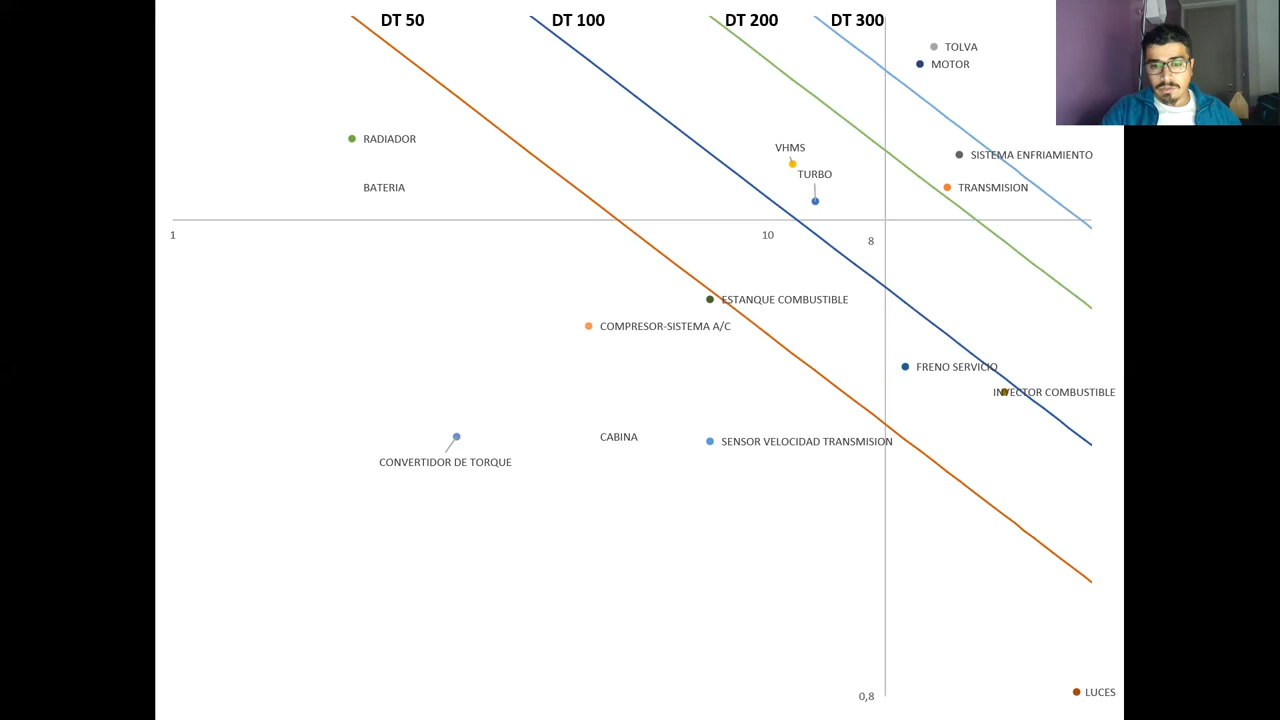 DT 50 DT 100 DT 200 DT 300
TOLVA
MOTOR
RADIADOR
VHMS
SISTEMA ENFRIAMIENTO
TURBO
BATERIA
TRANSMISION
1
10
8
ESTANQUE COMBUSTIBLE
COMPRESOR-SISTEMA A/C
FRENO SERVICIO
INYECTOR COMBUSTIBLE
CABINA
SENSOR VELOCIDAD TRANSMISION
CONVERTIDOR DE TORQUE
0,8
LUCES